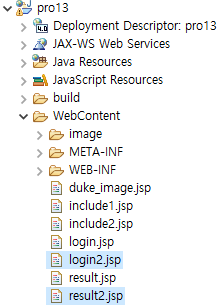 pro13
Deployment Descriptor: pro13
JAX-WS Web Services
Java Resources
JavaScript Resources
build
WebContent
image
META-INF
WEB-INF
duke_image.jsp
include1.jsp
include2.jsp
login.jsp
login2.jsp
result.jsp
result2.jsp